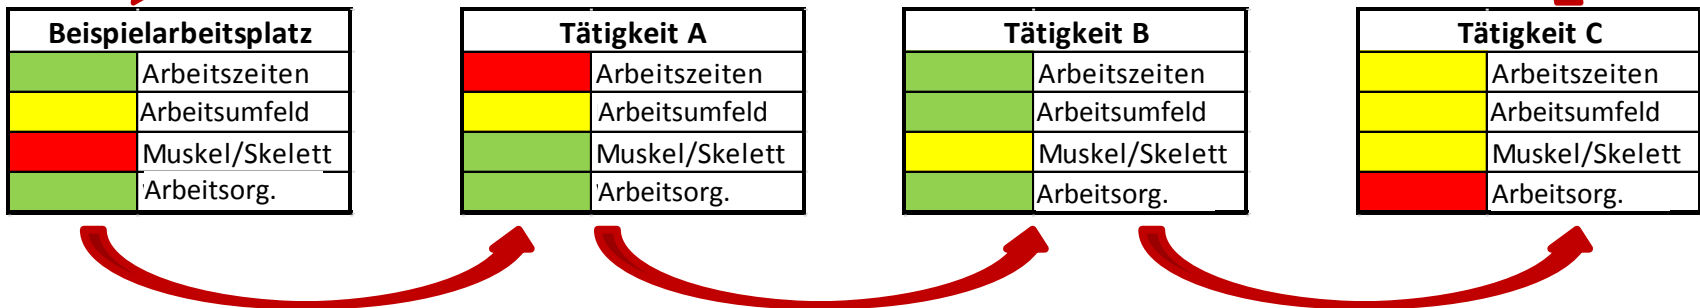 Beispielarbeitsplatz
Arbeitszeiten
Arbeitsumfeld
Muskel/Skelett
Arbeitsorg.
Tätigkeit A
Arbeitszeiten
Arbeitsumfeld
Muskel/Skelett
Arbeitsorg.
Tätigkeit B
Arbeitszeiten
Arbeitsumfeld
Muskel/Skelett
Arbeitsorg.
Tätigkeit C
Arbeitszeiten
Arbeitsumfeld
Muskel/Skelett
Arbeitsorg.